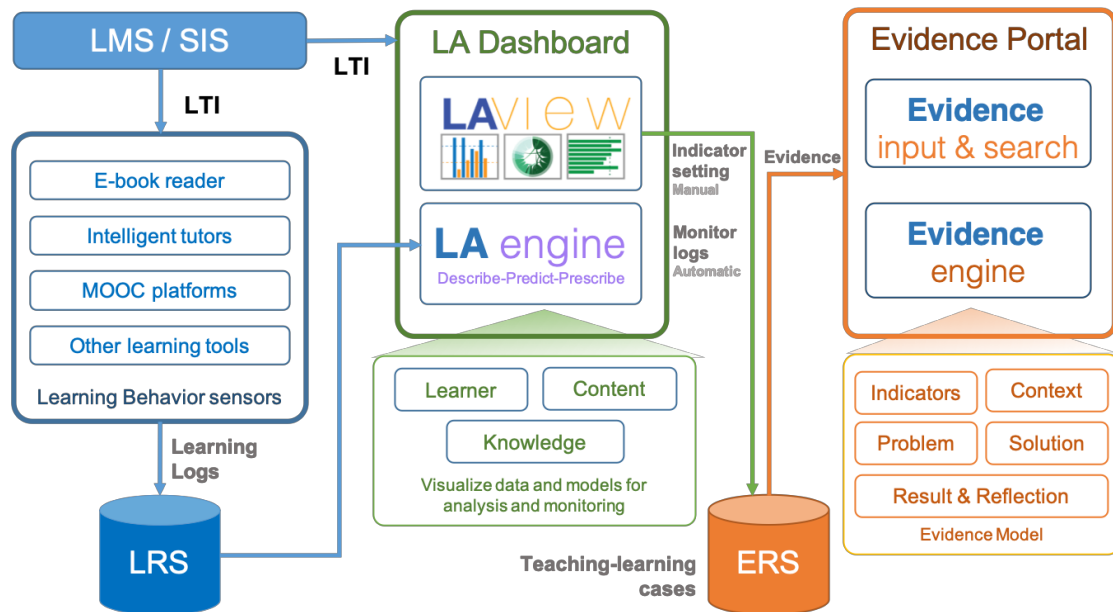 LMS / SIS
LTI
LTI
E-book reader
Intelligent tutors
MOOC platforms
Other learning tools
Learning Behavior sensors
Learning
Logs
LRS
LA Dashboard
LAVIEW
LA engine
Describe-Predict-Prescribe
Learner
Content
Knowledge
Visualize data and models for
analysis and monitoring
Indicator
setting
Manual
Monitor
logs
Automatic
Teaching-learning
cases
ERS
Evidence
Evidence Portal
Evidence
input & search
Evidence
engine
Indicators
Context
Problem
Solution
Result & Reflection
Evidence Model